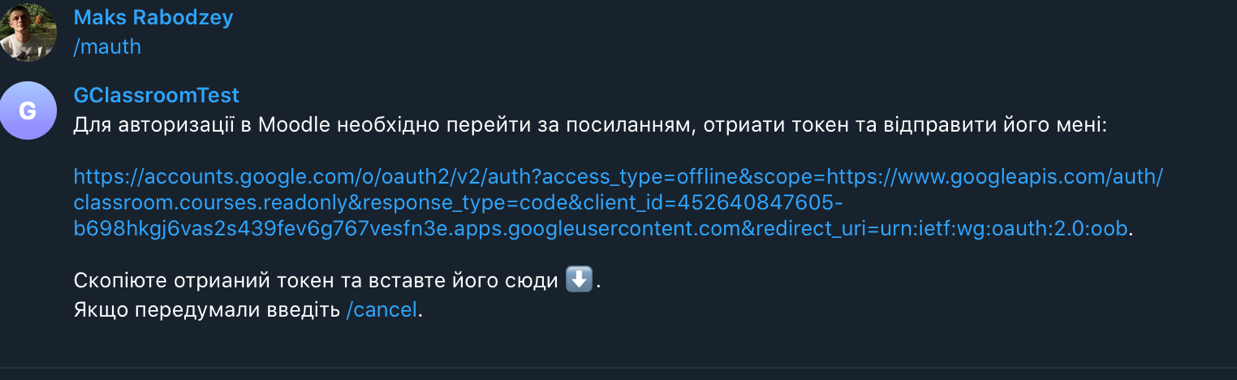 Maks Rabodzey
/mauth
G
GClassroomTest
Для авторизації в Moodle необхідно перейти за посиланням, отриати токен та відправити його мені:
https://accounts.google.com/o/oauth2/v2/auth?access_type=offline&scope=https://www.googleapis.com/auth/
classroom.courses.readonly&response_type=code&client_id=452640847605-
b698hkgj6vas2s439fev6g767vesfn3e.apps.googleusercontent.com&redirect_uri=urn:ietf:wg:oauth:2.0:oob.
Скопіюте отрианий токен та вставте його сюди ⬇️.
Якщо передумали введіть /cancel.